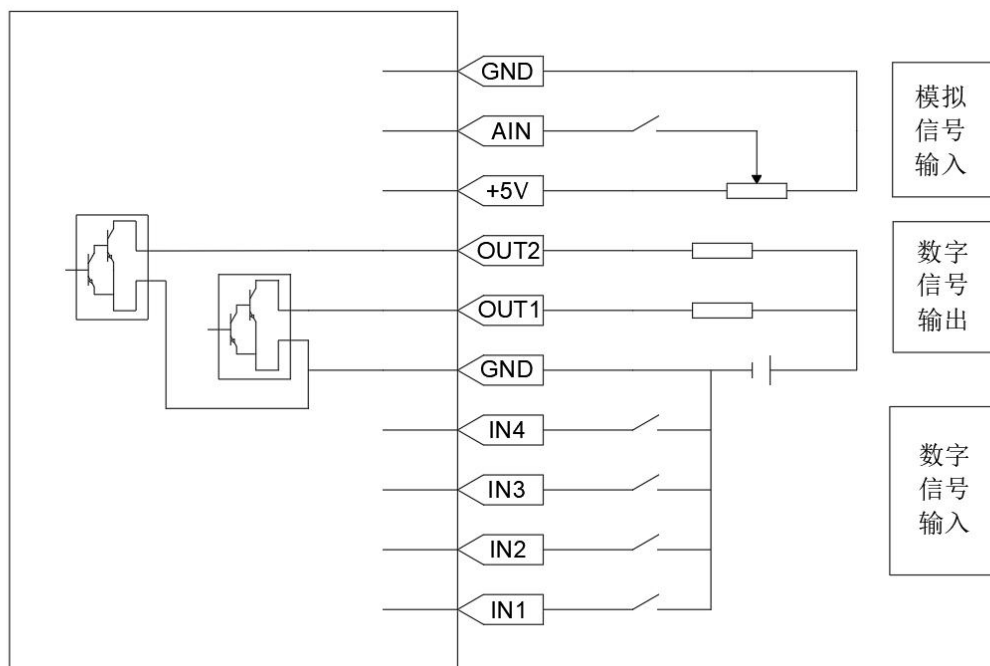 GND
AIN
+5V
OUT2
OUT1
GND
IN4
IN3
IN2
IN1
模拟
信号
输入
数字
信号
输出
数字
信号
输入